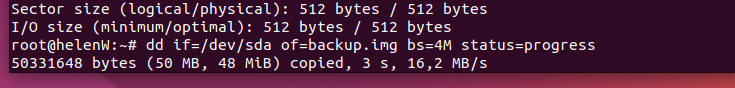 Sector size (logical/physical): 512 bytes / 512 bytes
I/O size (minimum/optimal): 512 bytes / 512 bytes
root@helenW:~# dd if=/dev/sda of=backup.img bs=4M status=progress
50331648 bytes (50 MB, 48 MiB) copied, 3 s, 16,2 MB/s